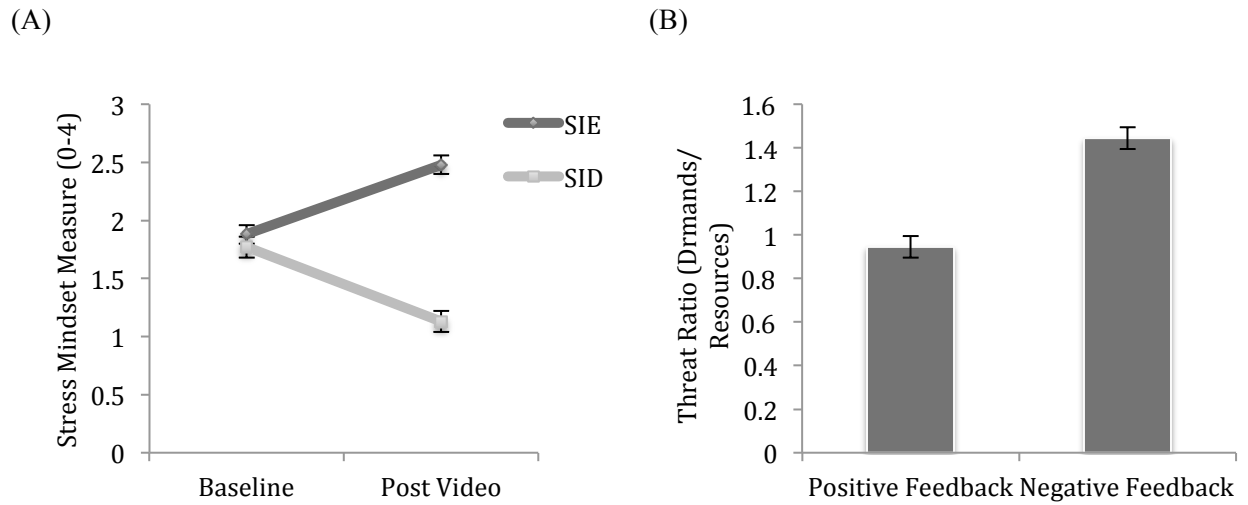 (A)
Stress Mindset Measure (0-4)
3
2.5
2
1.5
1
0.5
0
Baseline
Post Video
SIE
SID
(B)
Threat Ratio (Drmands/
Resources)
1.6
1.4
1.2
1
0.8
0.6
0.4
0.2
0
Positive Feedback
Negative Feedback